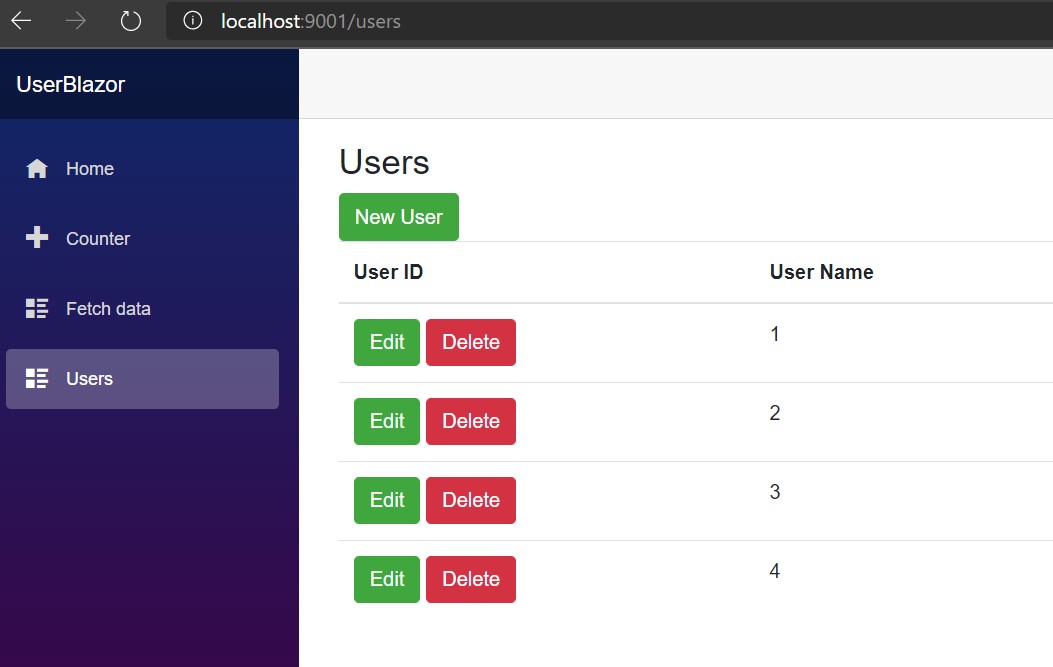 localhost:9001/users
UserBlazor
Home
Counter
Fetch data
Users
Users
New User
User ID User Name
Edit Delete 1
Edit Delete 2
Edit Delete 3
Edit Delete 4